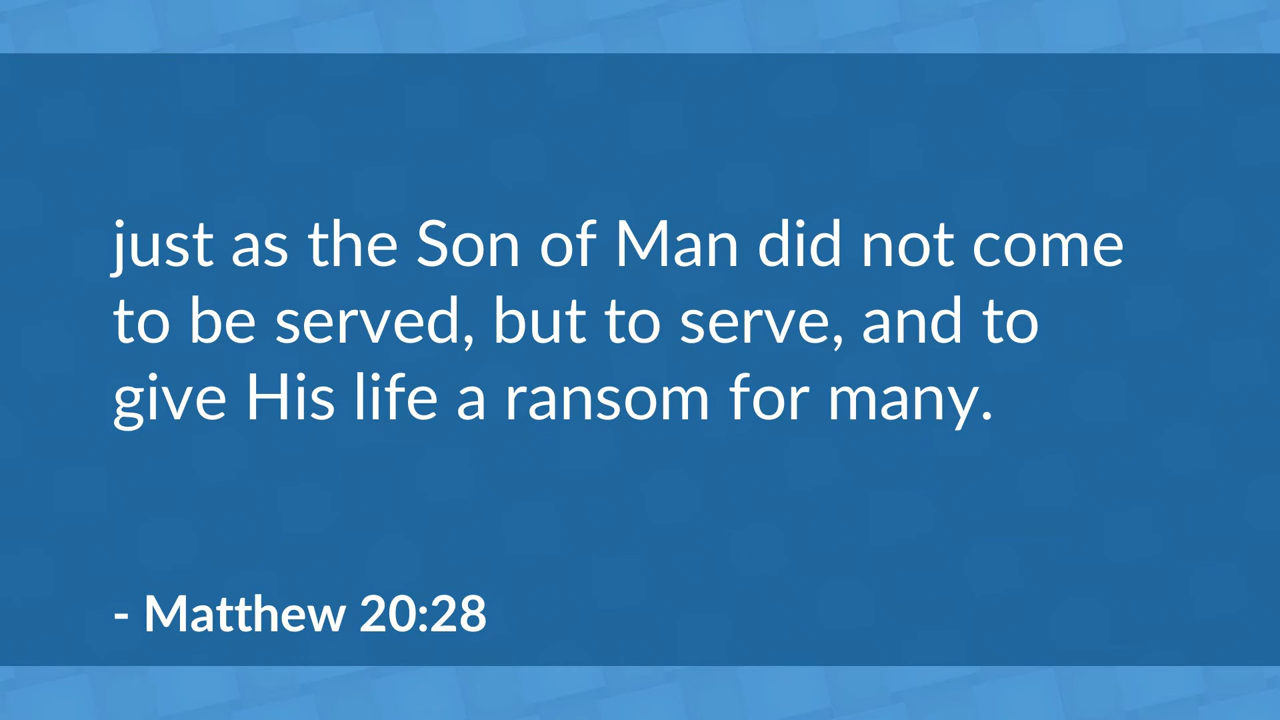 just as the Son of Man did not come
to be served, but to serve, and to
give His life a ransom for many.
- Matthew 20:28